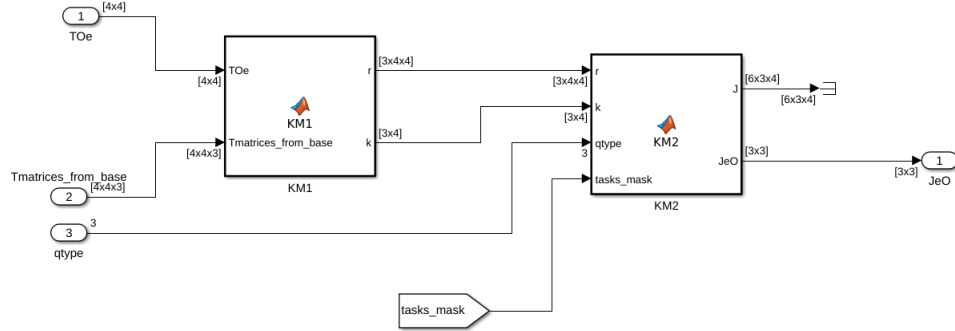 1
[4x4]
TOe
[4x4]
TOe
r
[3x4x4]
KM1
Tmatrices_from_base
k
[3x4]
KM1
Tmatrices_from_base
[4x4x3]
2
[4x4x3]
3
3
qtype
[3x4x4]
r
[3x4]
k
3
qtype
tasks_mask
KM2
J
[6x3x4]
[6x3x4]
JeO
[3x3]
[3x3]
1
JeO
KM2
tasks_mask